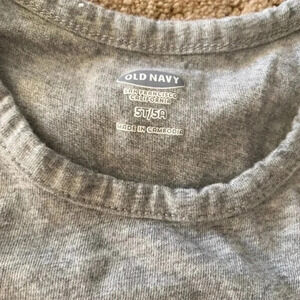 OLD NAVY
SAN FRANCISCO
CALIFORNIA
5T/5A
MADE IN CAMBODIA